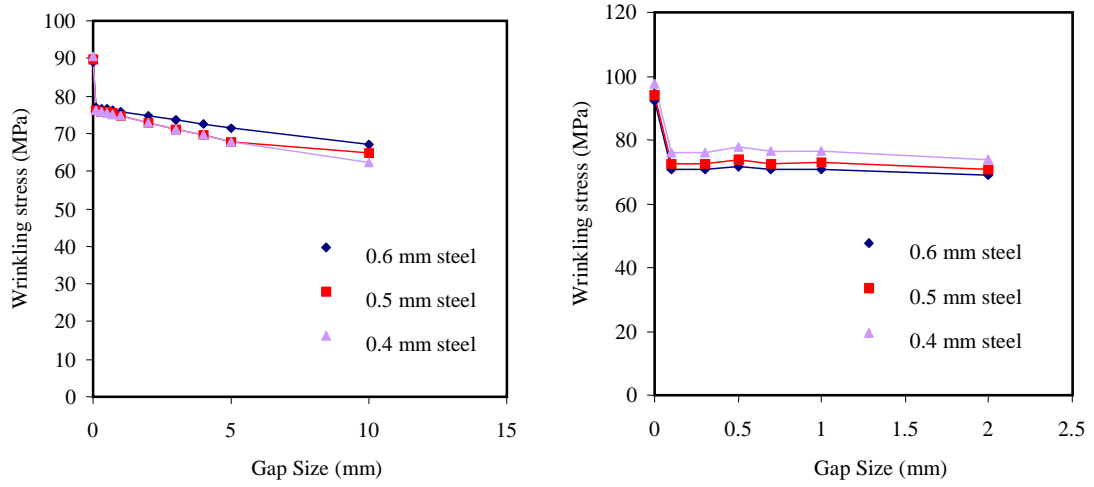 100
90
80
70
60
50
40
30
20
10
0
Wrinkling stress (MPa)
0.6 mm steel
0.5 mm steel
0.4 mm steel
0 5 10 15
Gap Size (mm)
120
100
80
60
40
20
0
Wrinkling stress (MPa)
0.6 mm steel
0.5 mm steel
0.4 mm steel
0 0.5 1 1.5 2 2.5
Gap Size (mm)